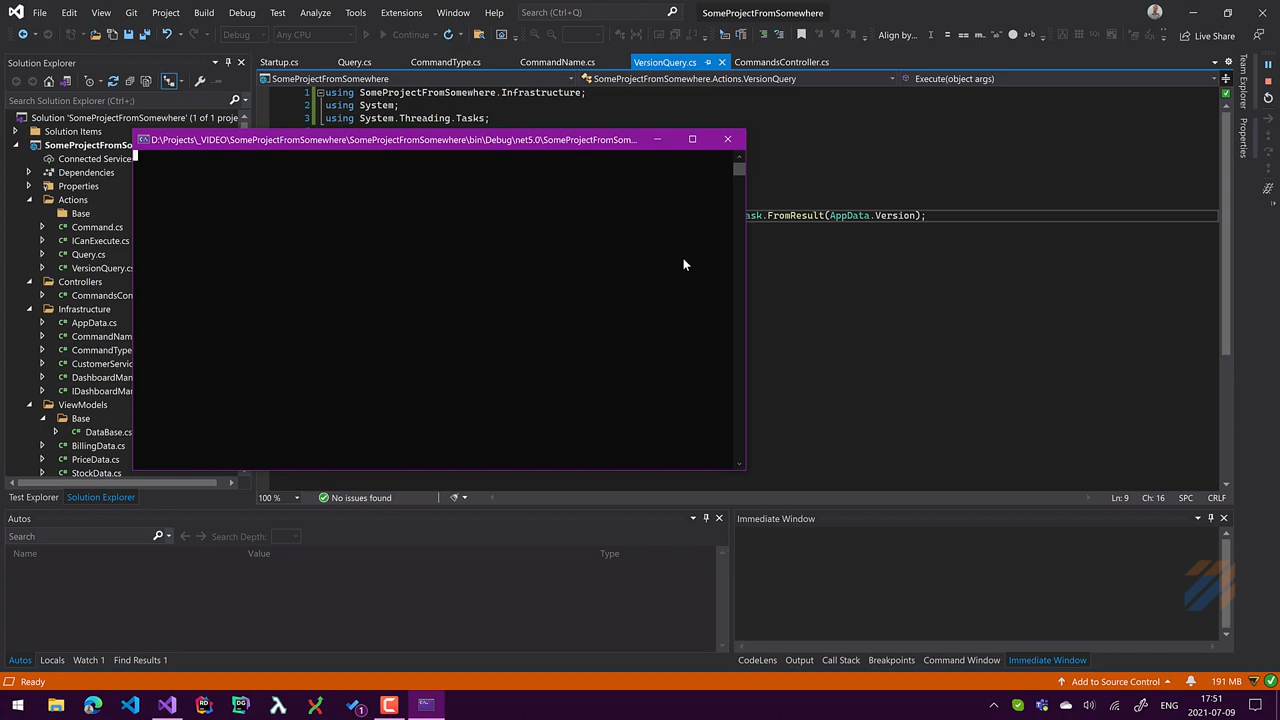 File Edit View Git Project Build Debug Test Analyze Tools Extensions Window Help Search (Ctrl+Q) SomeProjectFromSomewhere
Debug Any CPU Continue Align by... Live Share
Solution Explorer
Startup.cs Query.cs CommandType.cs CommandName.cs VersionQuery.cs CommandsController.cs
SomeProjectFromSomewhere SomeProjectFromSomewhere.Actions.VersionQuery Execute(object args)
Search Solution Explorer (Ctrl+;)
1 using SomeProjectFromSomewhere.Infrastructure;
2 using System;
3 using System.Threading.Tasks;
Solution 'SomeProjectFromSomewhere' (1 of 1 proje
Solution Items
SomeProjectFromSo
Connected Service
Dependencies
Properties
Actions
Base
Command.cs
ICanExecute.cs
Query.cs
VersionQuery.cs
Controllers
CommandsCon
Infrastructure
AppData.cs
CommandName
CommandType
CustomerServic
DashboardMan
IDashboardMan
ViewModels
Base
DataBase.cs
BillingData.cs
PriceData.cs
StockData.cs
D:\Projects\_VIDEO\SomeProjectFromSomewhere\SomeProjectFromSomewhere\bin\Debug\net5.0\SomeProjectFromSom...
ask.FromResult(AppData.Version);
Team Explorer
Properties
Test Explorer Solution Explorer
100 % No issues found Ln: 9 Ch: 16 SPC CRLF
Autos
Search Search Depth:
Name Value Type
Immediate Window
Autos Locals Watch 1 Find Results 1
CodeLens Output Call Stack Breakpoints Command Window Immediate Window
Ready Add to Source Control 191 MB
ENG 17:51
2021-07-09